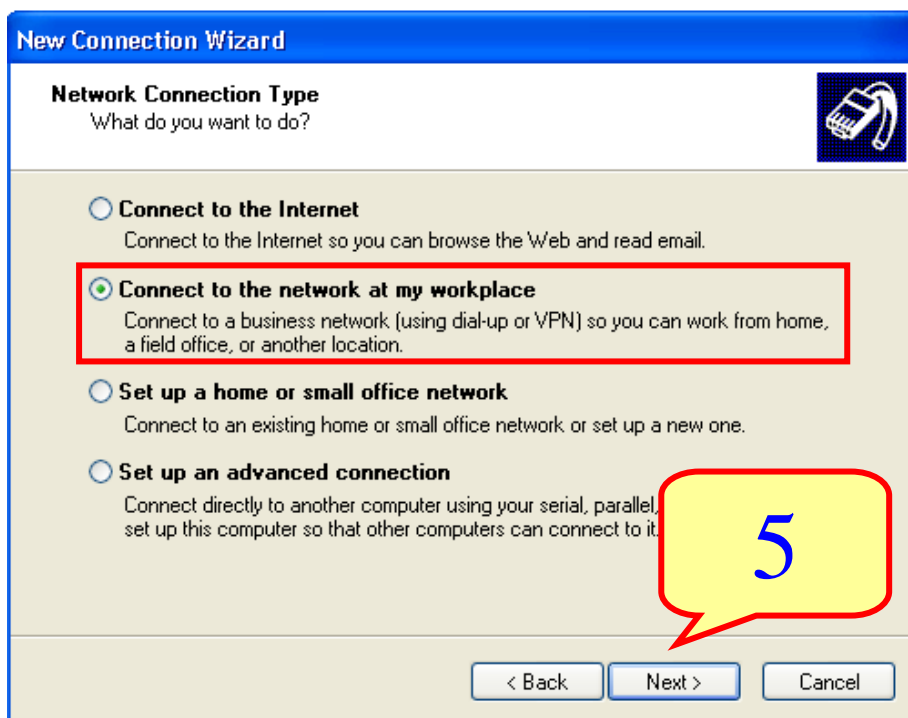 New Connection Wizard
Network Connection Type
What do you want to do?
Connect to the Internet
Connect to the Internet so you can browse the Web and read email.
Connect to the network at my workplace
Connect to a business network (using dial-up or VPN) so you can work from home,
a field office, or another location.
Set up a home or small office network
Connect to an existing home or small office network or set up a new one.
Set up an advanced connection
Connect directly to another computer using your serial, parallel,
set up this computer so that other computers can connect to it.
5
< Back
Next >
Cancel